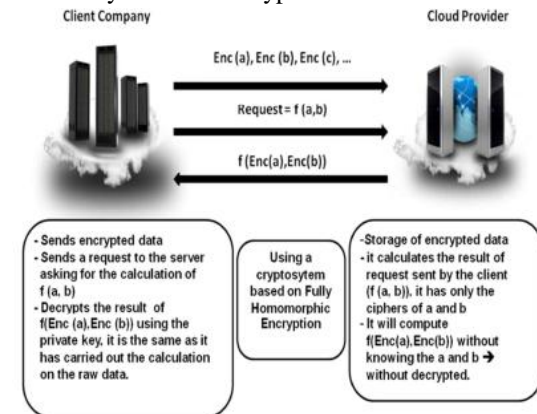 Client Company
Cloud Provider
Enc (a), Enc (b), Enc (c), ...
Request= f (a,b)
f (Enc(a),Enc(b))
- Sends encrypted data
- Sends a request to the server
asking for the calculation of
f (a, b)
- Decrypts the result of
f(Enc (a),Enc (b)) using the
private key, it is the same as it
has carried out the calculation
on the raw data.
Using a
cryptosytem
based on Fully
Homomorphic
Encryption
-Storage of encrypted data
- it calculates the result of
request sent by the client
(f (a, b)), it has only the
ciphers of a and b
- It will compute
f(Enc(a),Enc(b)) without
knowing the a and b ➔
without decrypted.